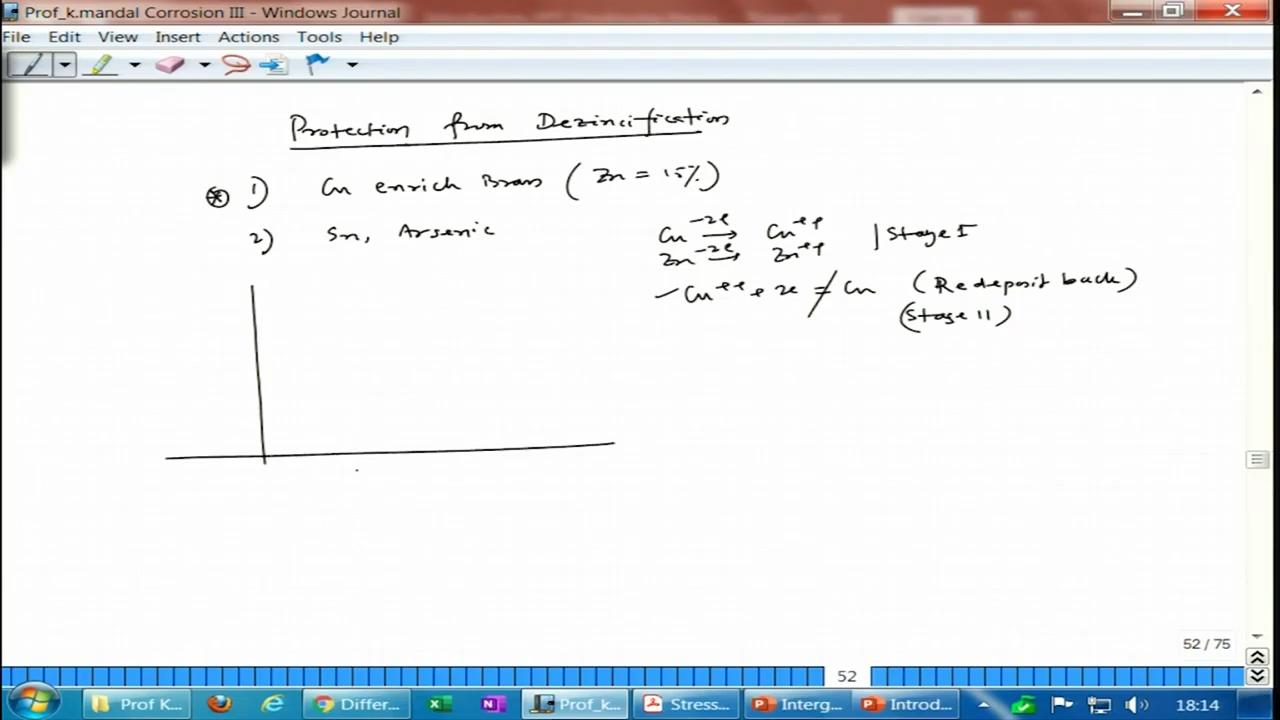 Prof_k.mandal Corrosion III - Windows Journal
File Edit View Insert Actions Tools Help
Protection from Dezincification
1) Cu enrich Brass (Zn = 15%)
2) Sn, Arsenic
Cu -2e → Cu++ | Stage I
Zn -2e → Zn++
Cu++ + 2e ≠ Cu (Redeposit back)
(Stage II)
52 / 75
52
Prof K... Differ... Prof_k... Stress... Interg... Introd... 18:14